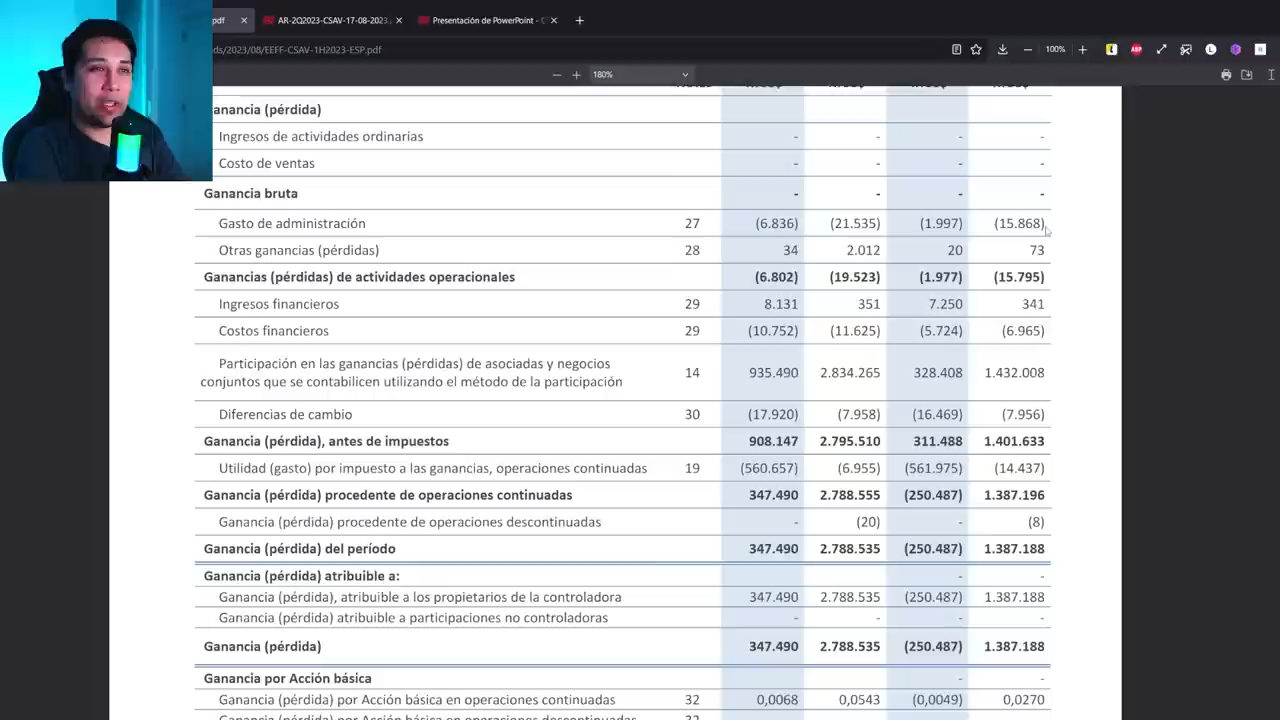 pdf
AR-2Q2023-CSAV-17-08-2023
Presentación de PowerPoint -
ds/2023/08/EEFF-CSAV-1H2023-ESP.pdf
100%
180%
anancia (pérdida)
Ingresos de actividades ordinarias - - - -
Costo de ventas - - - -
Ganancia bruta - - - -
Gasto de administración 27 (6.836) (21.535) (1.997) (15.868)
Otras ganancias (pérdidas) 28 34 2.012 20 73
Ganancias (pérdidas) de actividades operacionales (6.802) (19.523) (1.977) (15.795)
Ingresos financieros 29 8.131 351 7.250 341
Costos financieros 29 (10.752) (11.625) (5.724) (6.965)
Participación en las ganancias (pérdidas) de asociadas y negocios
conjuntos que se contabilicen utilizando el método de la participación 14 935.490 2.834.265 328.408 1.432.008
Diferencias de cambio 30 (17.920) (7.958) (16.469) (7.956)
Ganancia (pérdida), antes de impuestos 908.147 2.795.510 311.488 1.401.633
Utilidad (gasto) por impuesto a las ganancias, operaciones continuadas 19 (560.657) (6.955) (561.975) (14.437)
Ganancia (pérdida) procedente de operaciones continuadas 347.490 2.788.555 (250.487) 1.387.196
Ganancia (pérdida) procedente de operaciones descontinuadas - (20) - (8)
Ganancia (pérdida) del período 347.490 2.788.535 (250.487) 1.387.188
Ganancia (pérdida) atribuible a: - -
Ganancia (pérdida), atribuible a los propietarios de la controladora 347.490 2.788.535 (250.487) 1.387.188
Ganancia (pérdida) atribuible a participaciones no controladoras - - - -
Ganancia (pérdida) 347.490 2.788.535 (250.487) 1.387.188
Ganancia por Acción básica - -
Ganancia (pérdida) por Acción básica en operaciones continuadas 32 0,0068 0,0543 (0,0049) 0,0270